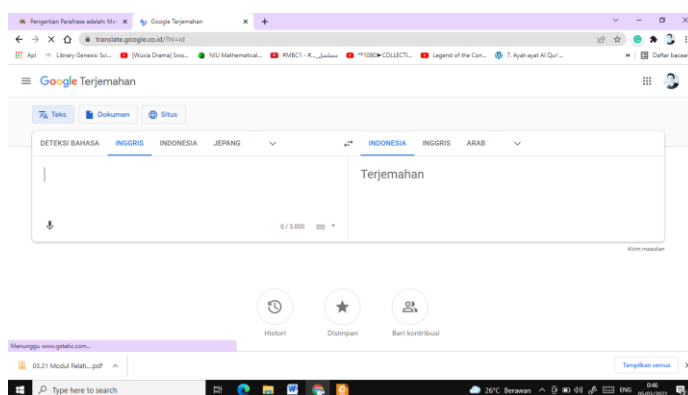 Pengertian Parafrase adalah: Ma
Google Terjemahan
translate.google.co.id/?hl=id
Apl
Library Genesis: Sci...
[Wuxia Drama] Swo...
NIU Mathematical...
Legend of the Con...
7. Ayat-ayat Al Qur'...
Daftar bacaan
Google Terjemahan
Teks Dokumen Situs
DETEKSI BAHASA INGGRIS INDONESIA JEPANG
INDONESIA INGGRIS ARAB
Terjemahan
0 / 5.000
Kirim masukan
Histori Disimpan Beri kontribusi
Menunggu www.gstatic.com...
03.21 Modul Pelati....pdf
Tampilkan semua
Type here to search
26°C Berawan
ENG
0:46
05/03/2022